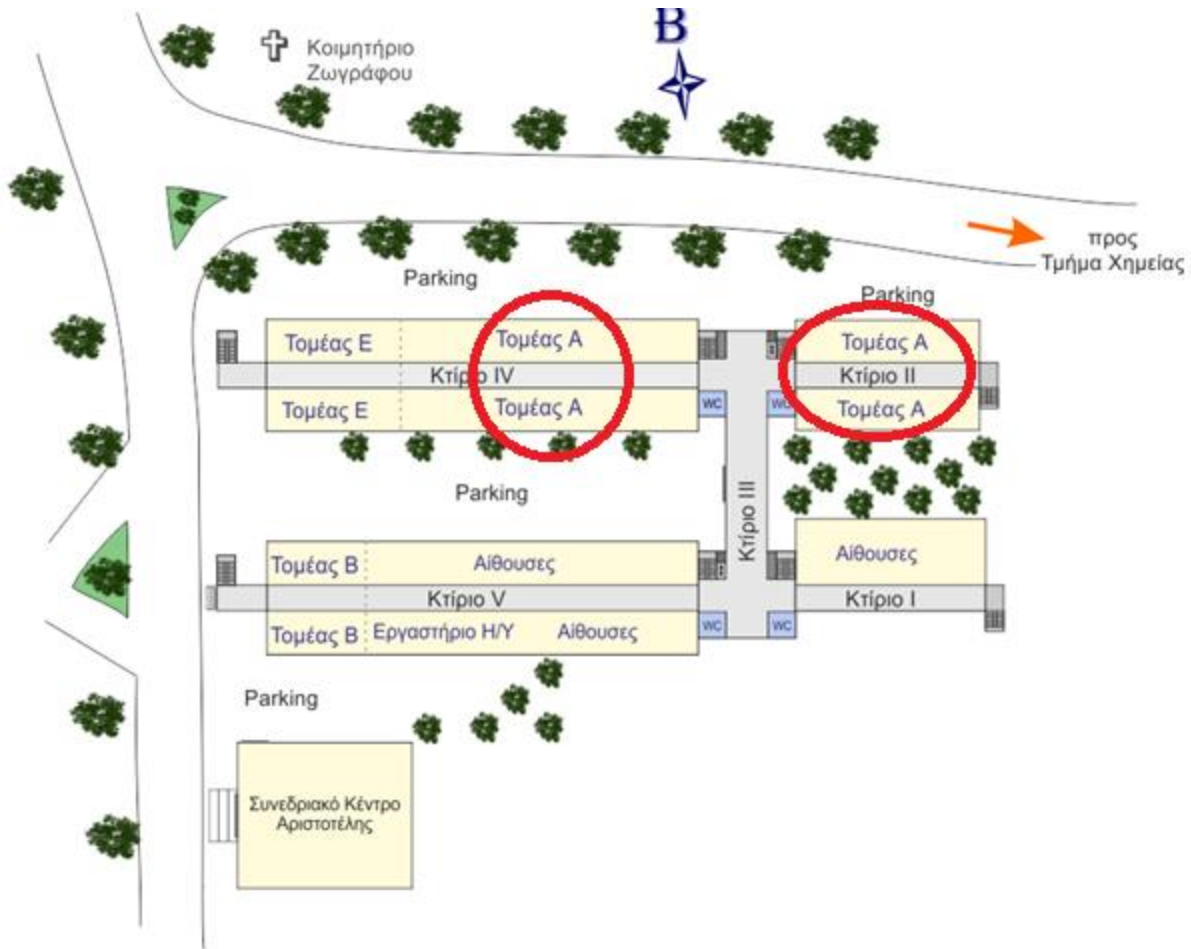 B
Κοιμητήριο
Ζωγράφου
προς
Τμήμα Χημείας
Parking
Parking
Τομέας Ε
Τομέας Α
Τομέας Α
Κτίριο IV
Κτίριο II
Τομέας Ε
Τομέας Α
WC
WC
Τομέας Α
Parking
Κτίριο III
Τομέας Β
Αίθουσες
Αίθουσες
Κτίριο V
Κτίριο I
Τομέας Β
Εργαστήριο Η/Υ
Αίθουσες
WC
WC
Parking
Συνεδριακό Κέντρο
Αριστοτέλης